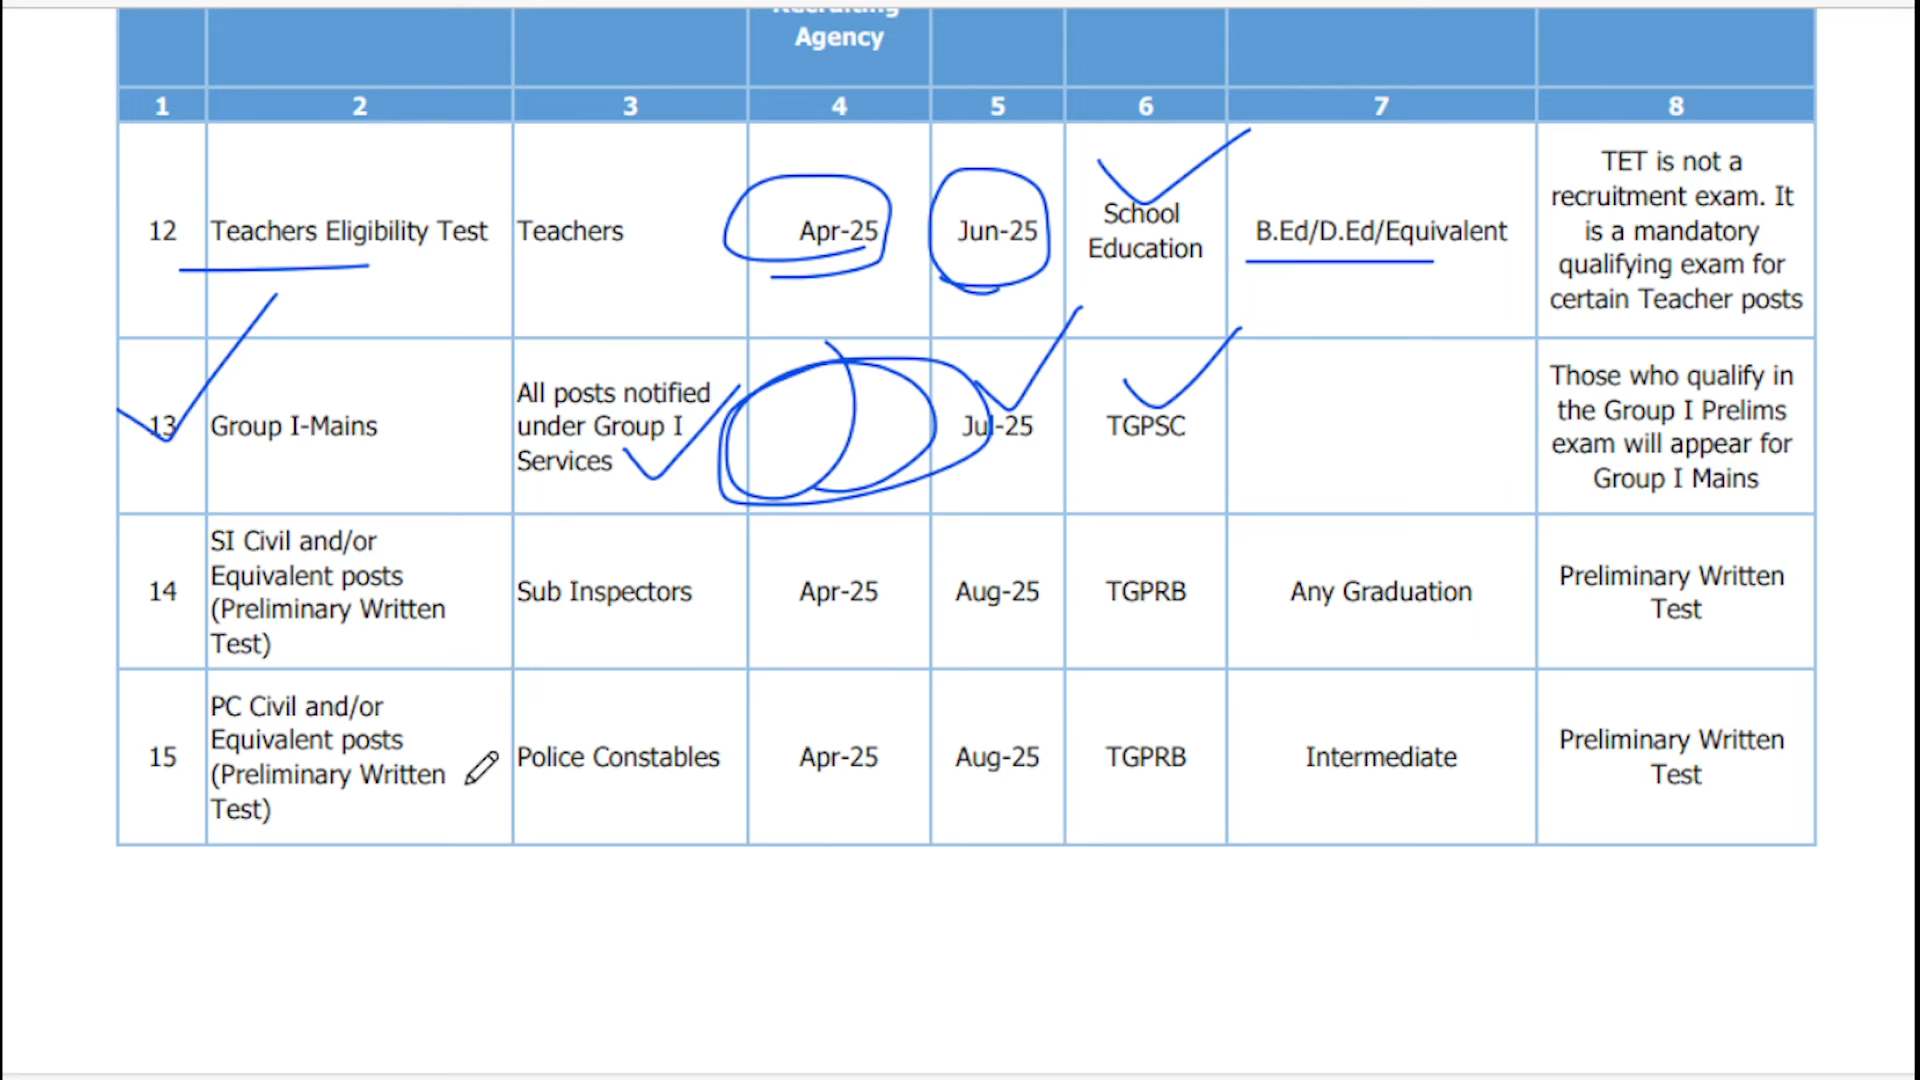 Recruiting
Agency
1 2 3 4 5 6 7 8
12 Teachers Eligibility Test Teachers Apr-25 Jun-25 School Education B.Ed/D.Ed/Equivalent TET is not a
recruitment exam. It
is a mandatory
qualifying exam for
certain Teacher posts
13 Group I-Mains All posts notified
under Group I
Services
Jul-25 TGPSC Those who qualify in
the Group I Prelims
exam will appear for
Group I Mains
14 SI Civil and/or
Equivalent posts
(Preliminary Written
Test)
Sub Inspectors Apr-25 Aug-25 TGPRB Any Graduation Preliminary Written
Test
15 PC Civil and/or
Equivalent posts
(Preliminary Written
Test)
Police Constables Apr-25 Aug-25 TGPRB Intermediate Preliminary Written
Test